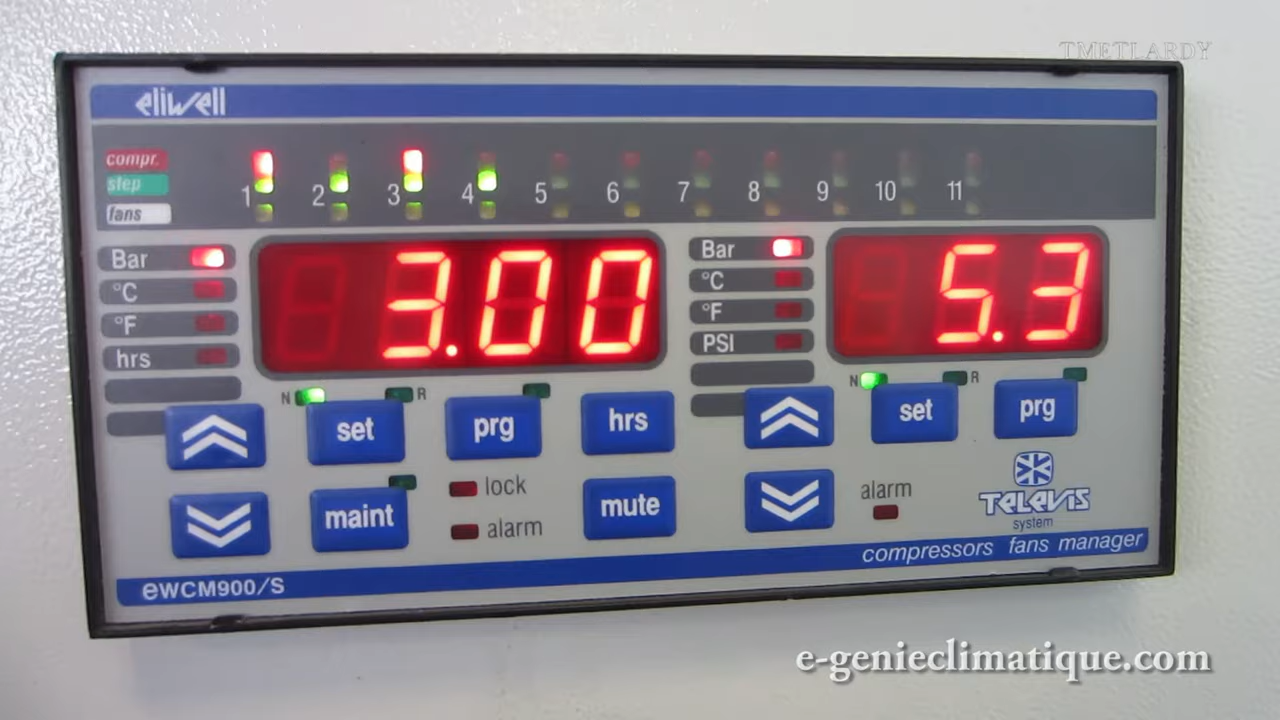 TMETLARDY
eliwell
compr.
step
fans
1 2 3 4 5 6 7 8 9 10 11
Bar
°C
°F
hrs
3.00
Bar
°C
°F
PSI
5.3
N R
set prg hrs
maint
lock
alarm
mute
N R
set prg
alarm
TELEVIS
system
compressors fans manager
eWCM900/S
e-genieclimatique.com